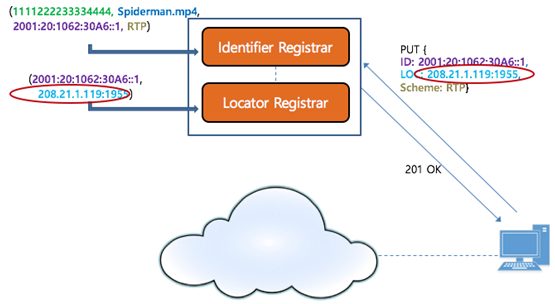 (1111222233334444, Spiderman.mp4,
2001:20:1062:30A6::1, RTP)
Identifier Registrar
(2001:20:1062:30A6::1,
208.21.1.119:1955)
Locator Registrar
PUT {
ID: 2001:20:1062:30A6::1,
LOC: 208.21.1.119:1955,
Scheme: RTP}
201 OK